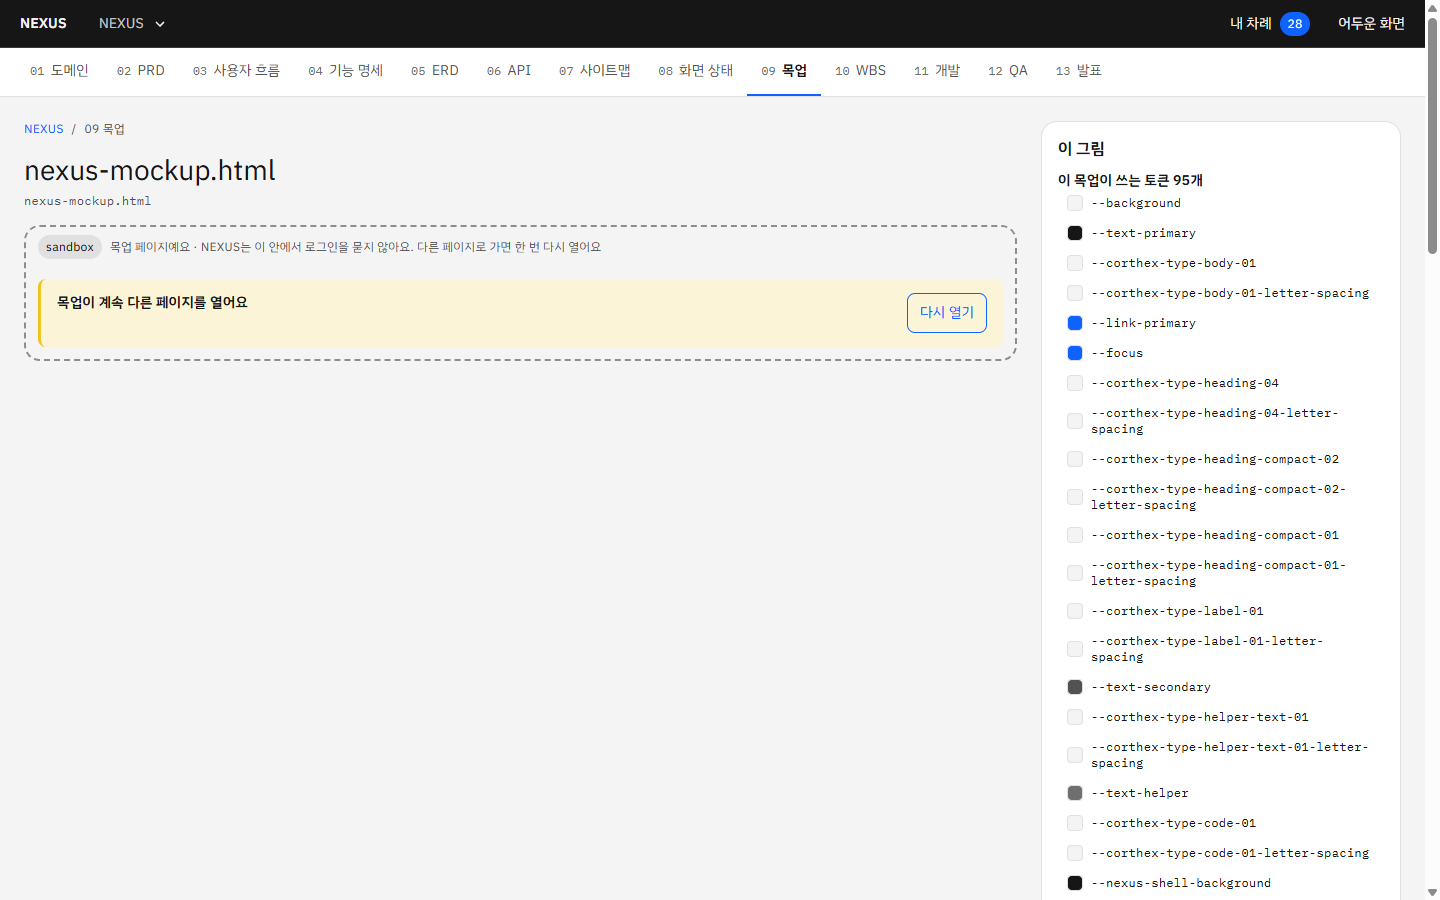 NEXUS
NEXUS
내 차례 28
어두운 화면
01 도메인
02 PRD
03 사용자 흐름
04 기능 명세
05 ERD
06 API
07 사이트맵
08 화면 상태
09 목업
10 WBS
11 개발
12 QA
13 발표
NEXUS / 09 목업
nexus-mockup.html
nexus-mockup.html
sandbox 목업 페이지예요 · NEXUS는 이 안에서 로그인을 묻지 않아요. 다른 페이지로 가면 한 번 다시 열어요
목업이 계속 다른 페이지를 열어요
다시 열기
이 그림
이 목업이 쓰는 토큰 95개
--background
--text-primary
--corthex-type-body-01
--corthex-type-body-01-letter-spacing
--link-primary
--focus
--corthex-type-heading-04
--corthex-type-heading-04-letter-
spacing
--corthex-type-heading-compact-02
--corthex-type-heading-compact-02-
letter-spacing
--corthex-type-heading-compact-01
--corthex-type-heading-compact-01-
letter-spacing
--corthex-type-label-01
--corthex-type-label-01-letter-
spacing
--text-secondary
--corthex-type-helper-text-01
--corthex-type-helper-text-01-letter-
spacing
--text-helper
--corthex-type-code-01
--corthex-type-code-01-letter-spacing
--nexus-shell-background